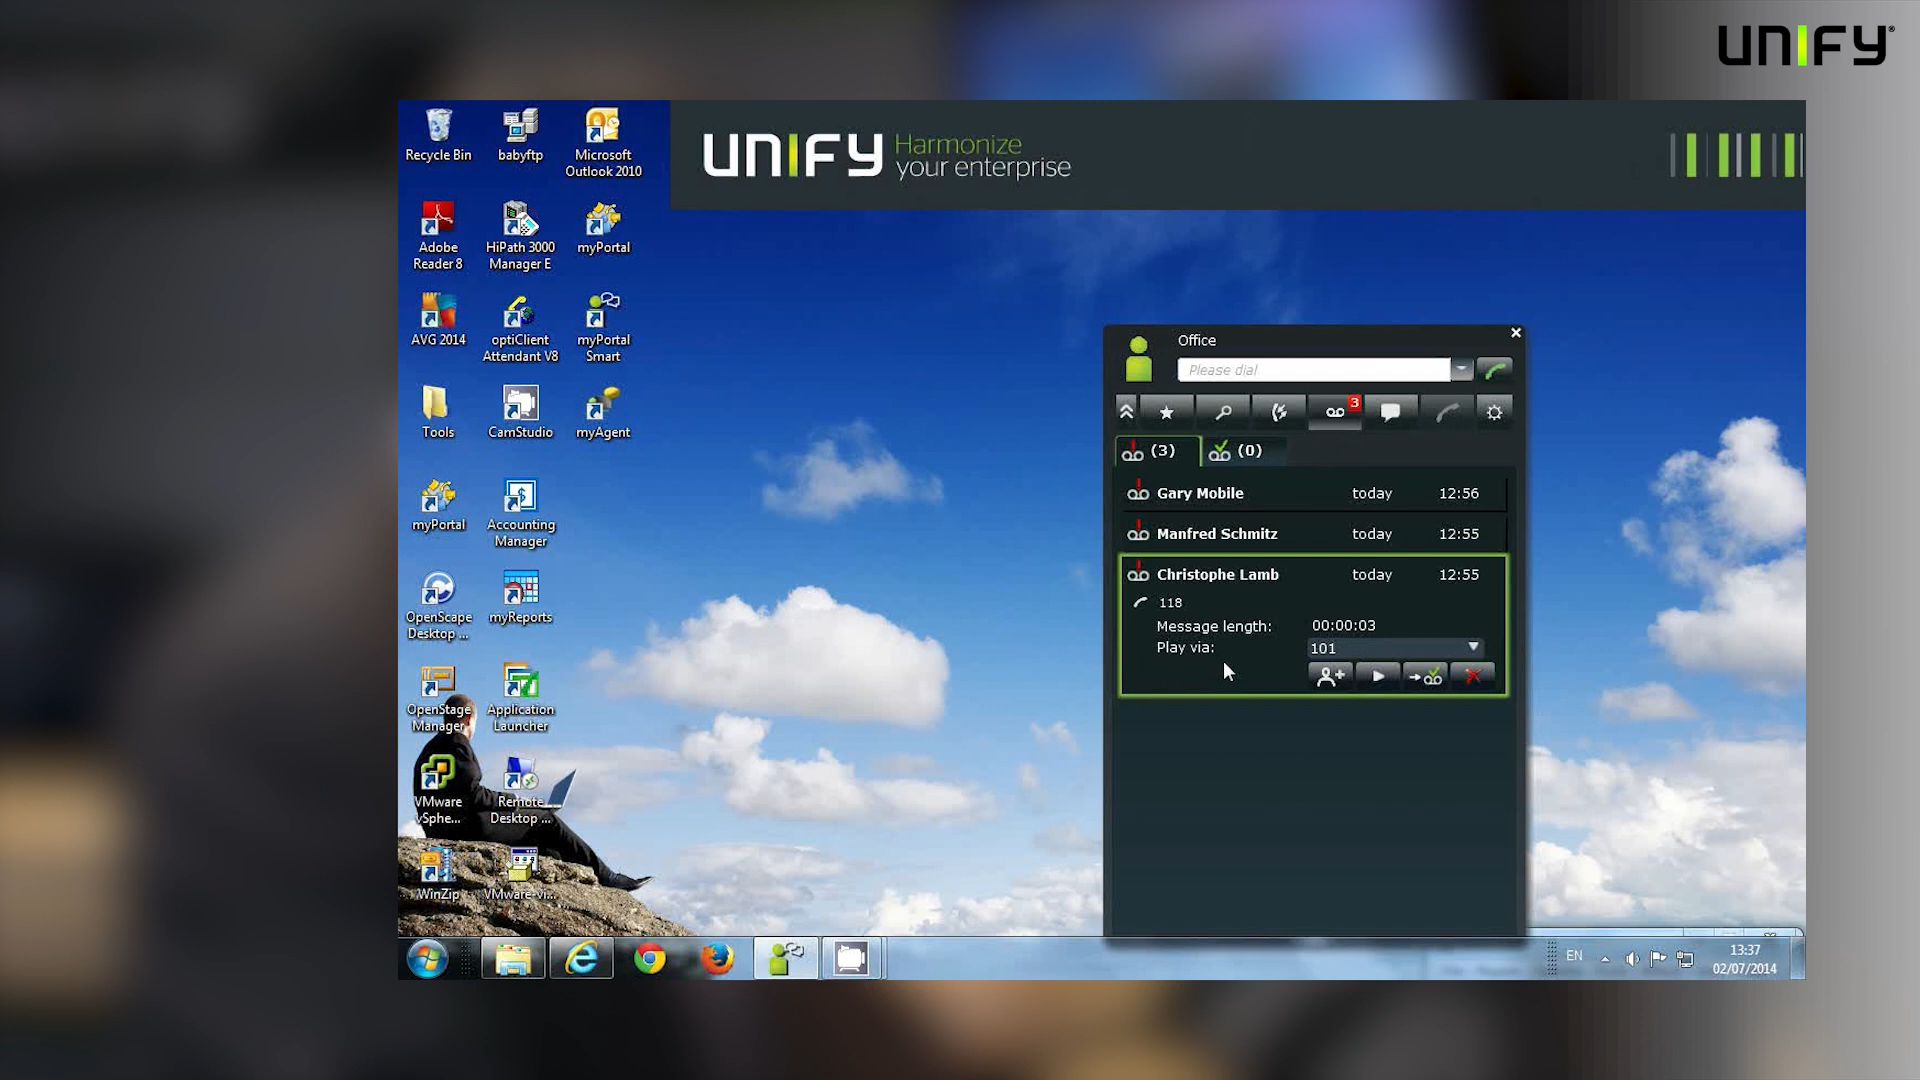 UNIFY
UNIFY Harmonize
your enterprise
Recycle Bin
babyftp
Microsoft
Outlook 2010
Adobe
Reader 8
HiPath 3000
Manager E
myPortal
AVG 2014
optiClient
Attendant V8
myPortal
Smart
Tools
CamStudio
myAgent
myPortal
Accounting
Manager
OpenScape
Desktop ...
myReports
OpenStage
Manager
Application
Launcher
VMware
vSphe...
Remote
Desktop ...
WinZip
VMware-vi...
Office
Please dial
3
(3)
(0)
Gary Mobile today 12:56
Manfred Schmitz today 12:55
Christophe Lamb today 12:55
118
Message length: 00:00:03
Play via: 101
EN
13:37
02/07/2014